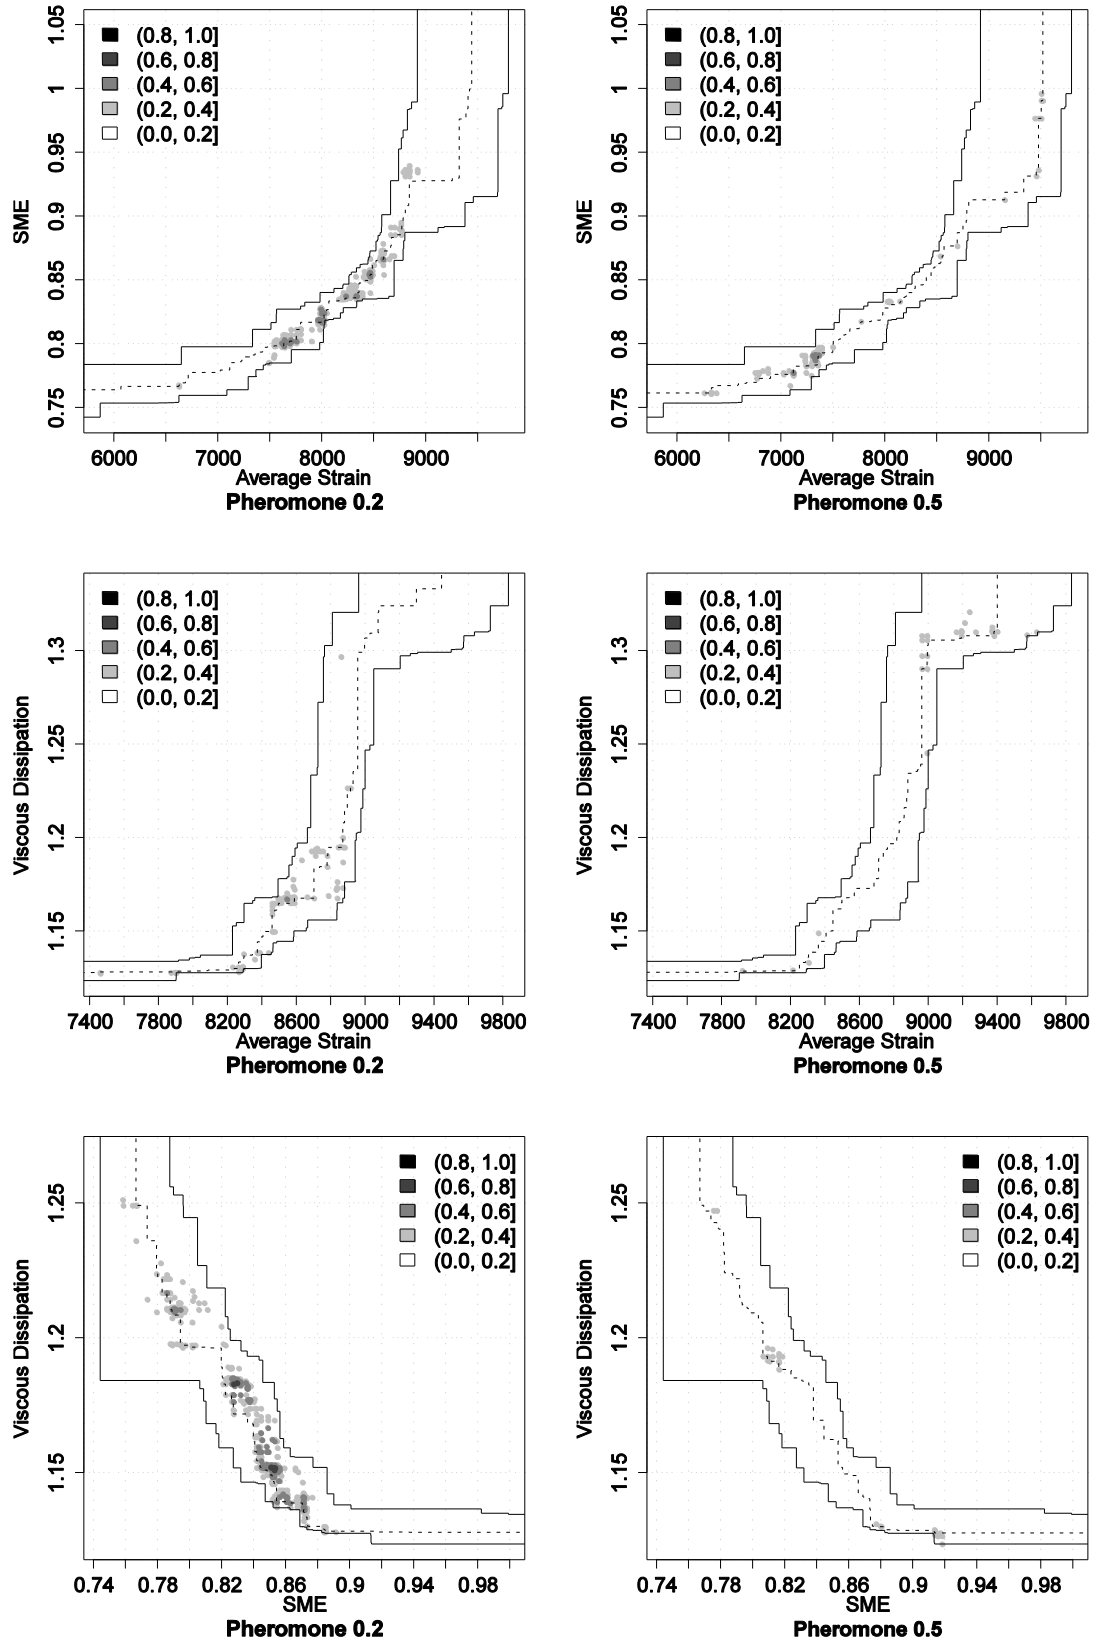 1.05
1
0.95
0.9
0.85
0.8
0.75
SME
(0.8, 1.0]
(0.6, 0.8]
(0.4, 0.6]
(0.2, 0.4]
(0.0, 0.2]
6000 7000 8000 9000
Average Strain
Pheromone 0.2
1.05
1
0.95
0.9
0.85
0.8
0.75
SME
(0.8, 1.0]
(0.6, 0.8]
(0.4, 0.6]
(0.2, 0.4]
(0.0, 0.2]
6000 7000 8000 9000
Average Strain
Pheromone 0.5
1.3
1.25
1.2
1.15
Viscous Dissipation
(0.8, 1.0]
(0.6, 0.8]
(0.4, 0.6]
(0.2, 0.4]
(0.0, 0.2]
7400 7800 8200 8600 9000 9400 9800
Average Strain
Pheromone 0.2
1.3
1.25
1.2
1.15
Viscous Dissipation
(0.8, 1.0]
(0.6, 0.8]
(0.4, 0.6]
(0.2, 0.4]
(0.0, 0.2]
7400 7800 8200 8600 9000 9400 9800
Average Strain
Pheromone 0.5
1.25
1.2
1.15
Viscous Dissipation
(0.8, 1.0]
(0.6, 0.8]
(0.4, 0.6]
(0.2, 0.4]
(0.0, 0.2]
0.74 0.78 0.82 0.86 0.9 0.94 0.98
SME
Pheromone 0.2
1.25
1.2
1.15
Viscous Dissipation
(0.8, 1.0]
(0.6, 0.8]
(0.4, 0.6]
(0.2, 0.4]
(0.0, 0.2]
0.74 0.78 0.82 0.86 0.9 0.94 0.98
SME
Pheromone 0.5